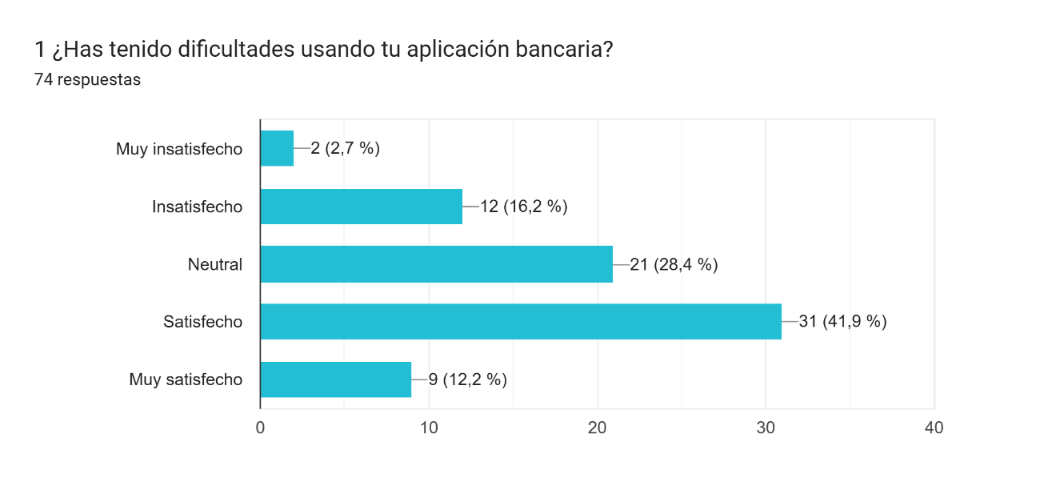 1 ¿Has tenido dificultades usando tu aplicación bancaria?
74 respuestas
Muy insatisfecho 2 (2,7 %)
Insatisfecho 12 (16,2 %)
Neutral 21 (28,4 %)
Satisfecho 31 (41,9 %)
Muy satisfecho 9 (12,2 %)
0 10 20 30 40